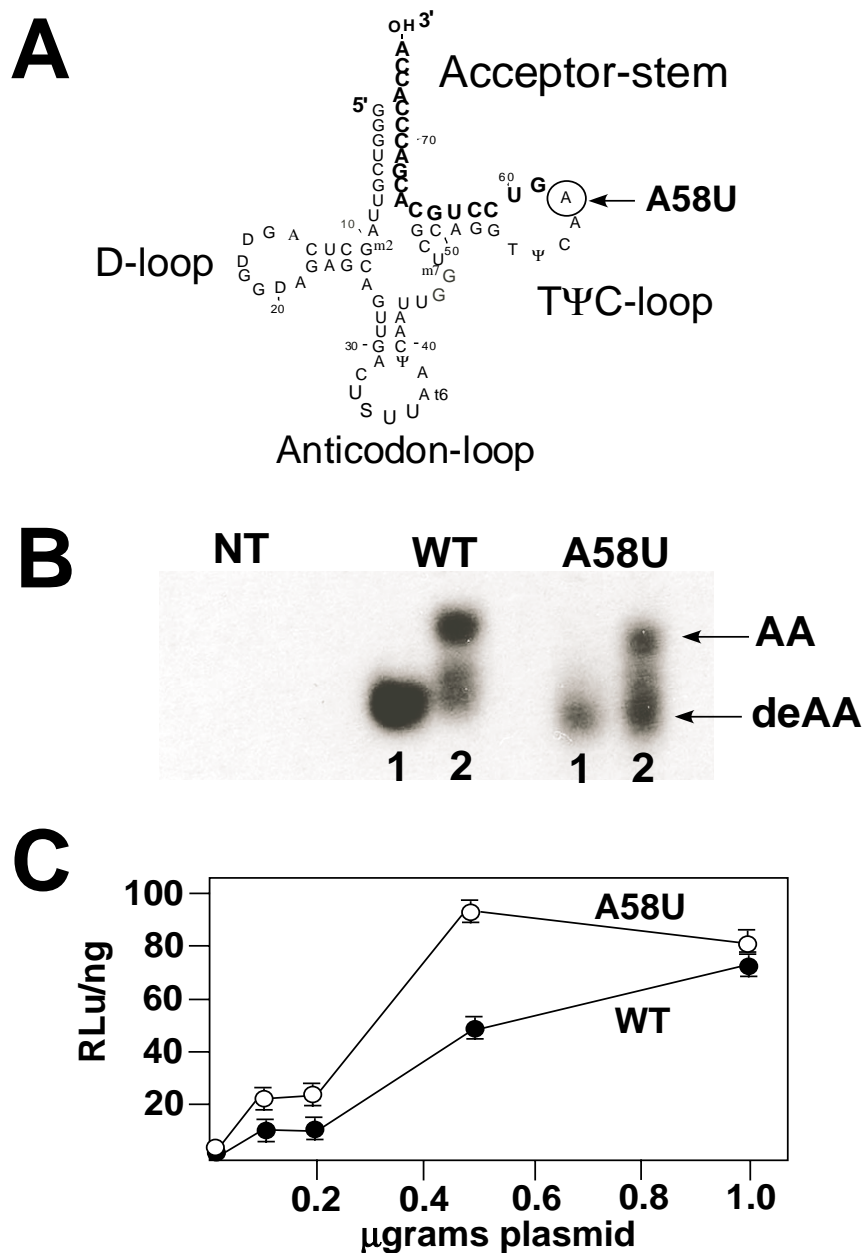 A
OH 3'
A
C
C
A
C
C
C
A
G
C
A
Acceptor-stem
5'
G
G
G
U
C
G
U
U
A
-70
60
U G A
A58U
A
C
Ψ
T
C G U C C
G C A G G
50
C
U
m7 G
G
U U
10
m2
D-loop
D G A C U C G
D
G
G D A G A G C
20
A
G
U
U
G
A
U
A
A
C
Ψ
30 -
- 40
C
U
S
U
U
A t6
A
TΨC-loop
Anticodon-loop
B
NT WT A58U
AA
deAA
1 2 1 2
C
100
80
60
40
20
RLu/ng
A58U
WT
0.2 0.4 0.6 0.8 1.0
μgrams plasmid